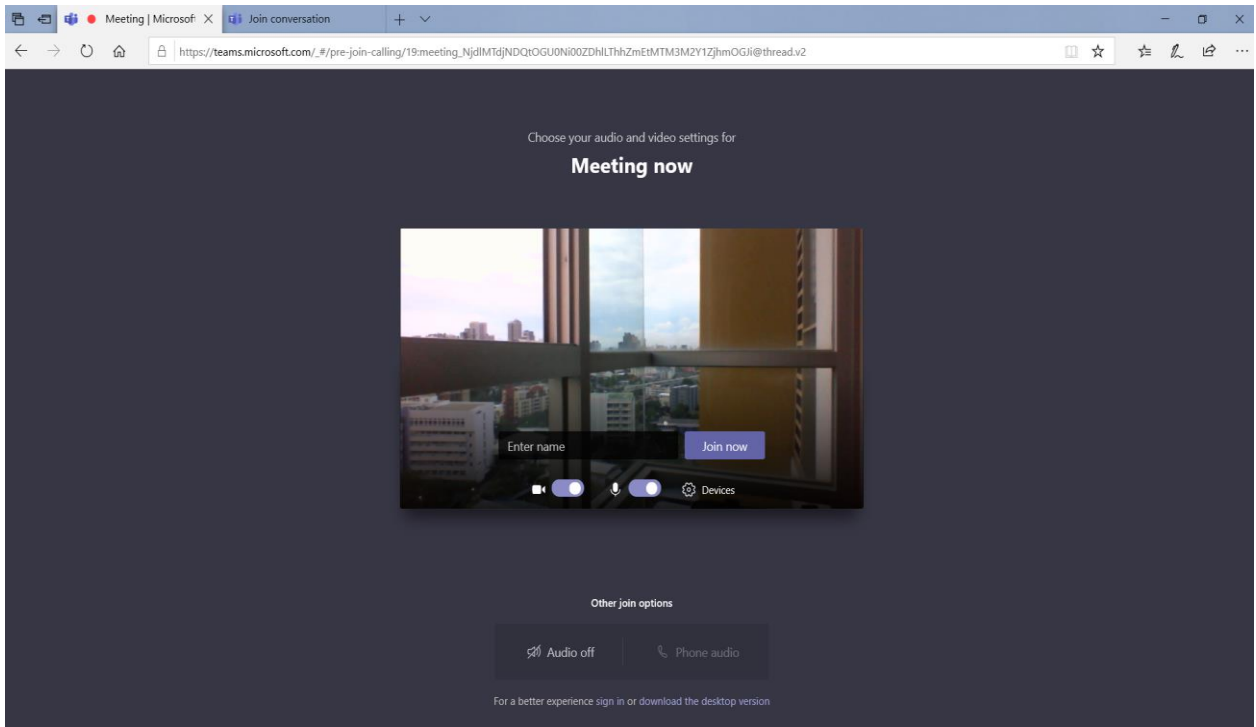 Meeting | Microsof
Join conversation
https://teams.microsoft.com/_#/pre-join-calling/19:meeting_NjdlMTdjNDQtOGU0Ni00ZDhlLThhZmEtMTM3M2Y1ZjhmOGJi@thread.v2
Choose your audio and video settings for
Meeting now
Enter name
Join now
Devices
Other join options
Audio off
Phone audio
For a better experience sign in or download the desktop version